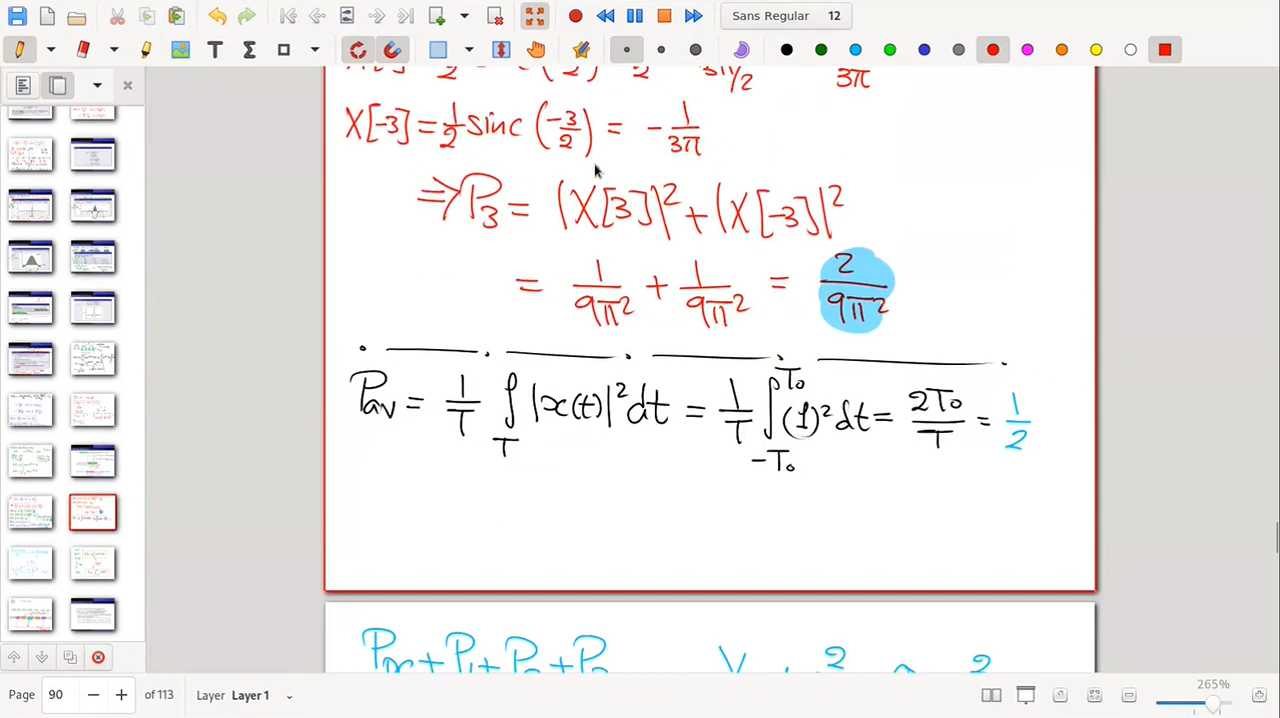 Sans Regular 12
X[-3] = 1/2 sinc (-3/2) = - 1/3π
⇒ P3 = |X[3]|² + |X[-3]|²
= 1/9π² + 1/9π² = 2/9π²
Pav = 1/T ∫T |x(t)|² dt = 1/T ∫-T₀^T₀ (1)² dt = 2T₀/T = 1/2
265%
Page 90 of 113 Layer Layer 1